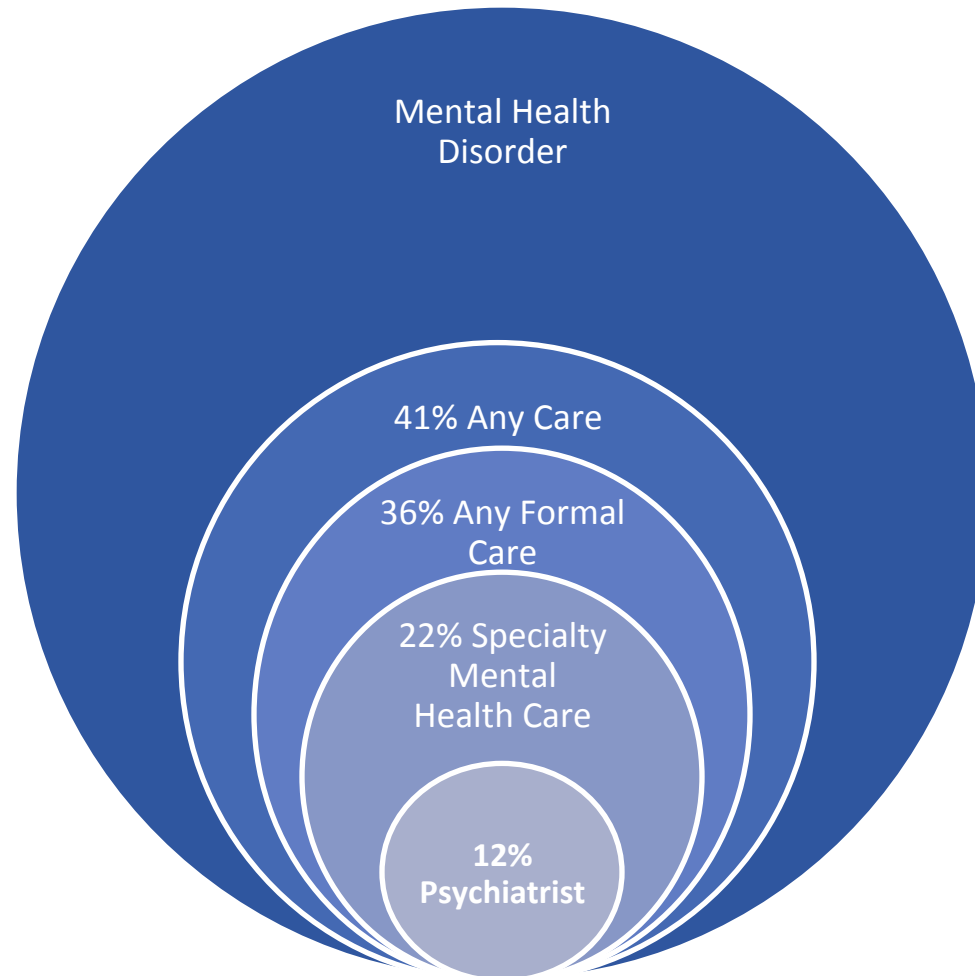 Mental Health
Disorder
41% Any Care
36% Any Formal
Care
22% Specialty
Mental
Health Care
12%
Psychiatrist